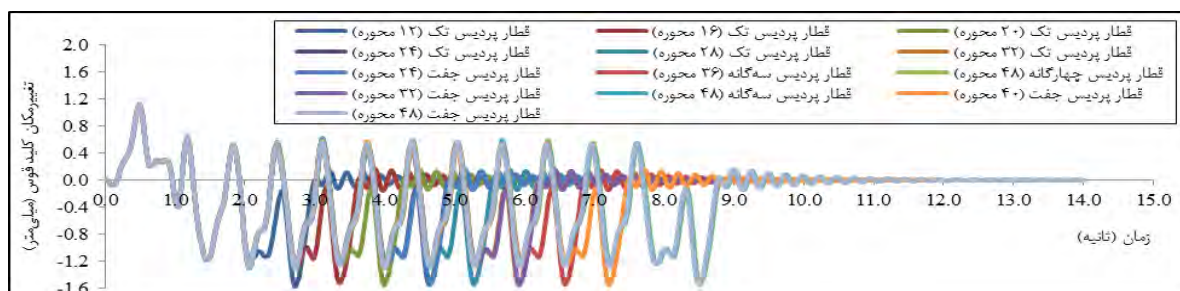 قطار پردیس تک (۱۲ محوره) قطار پردیس تک (۱۶ محوره) قطار پردیس تک (۲۰ محوره)
قطار پردیس تک (۲۴ محوره) قطار پردیس تک (۲۸ محوره) قطار پردیس تک (۳۲ محوره)
قطار پردیس جفت (۲۴ محوره) قطار پردیس سه‌گانه (۳۶ محوره) قطار پردیس چهارگانه (۴۸ محوره)
قطار پردیس جفت (۳۲ محوره) قطار پردیس سه‌گانه (۴۸ محوره) قطار پردیس جفت (۴۰ محوره)
قطار پردیس جفت (۴۸ محوره)
تغییرمکان کلید قوس (میلی‌متر)
2.0
1.6
1.2
0.8
0.4
0.0
-0.4
-0.8
-1.2
-1.6
0.0 1.0 2.0 3.0 4.0 5.0 6.0 7.0 8.0 9.0 10.0 11.0 12.0 13.0 14.0 15.0
زمان (ثانیه)